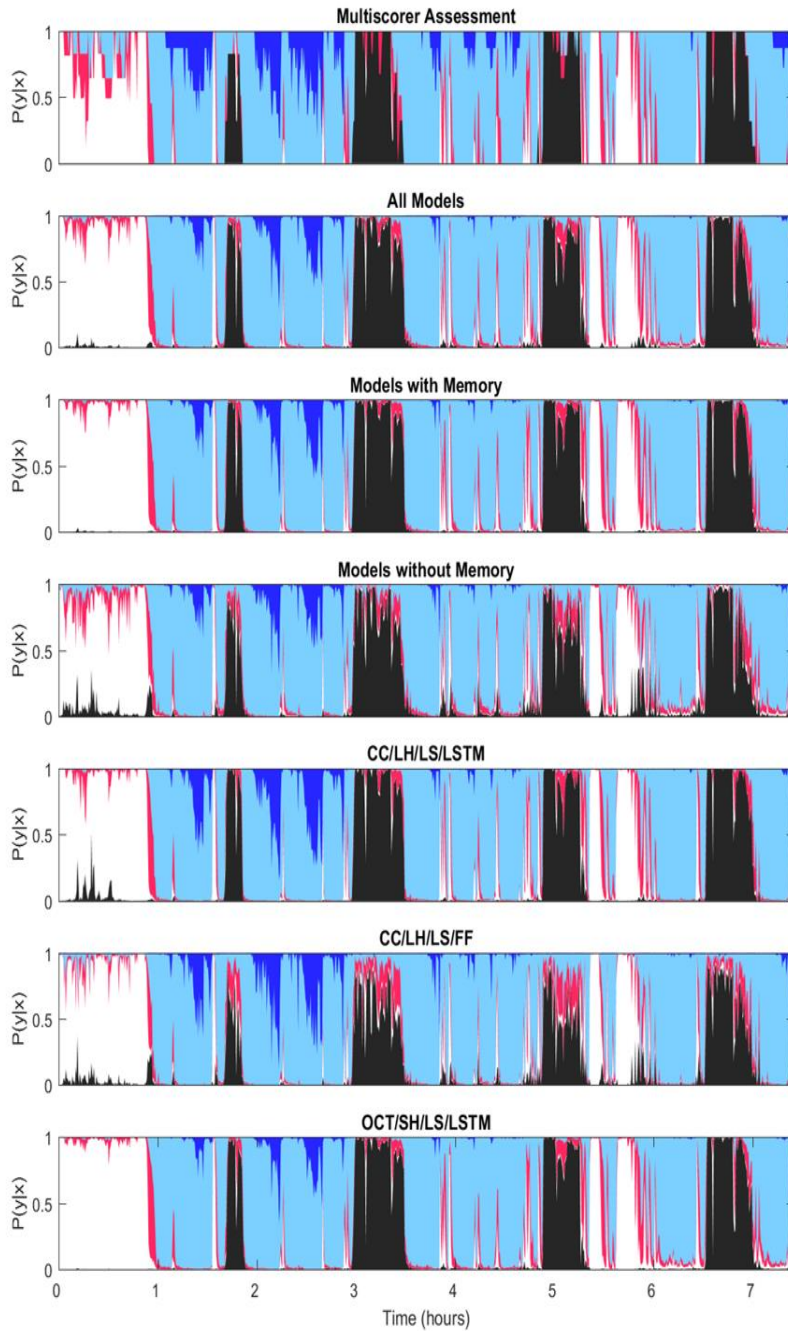 Multiscorer Assessment
1
0.5
0
P(y|x)
All Models
1
0.5
0
P(y|x)
Models with Memory
1
0.5
0
P(y|x)
Models without Memory
1
0.5
0
P(y|x)
CC/LH/LS/LSTM
1
0.5
0
P(y|x)
CC/LH/LS/FF
1
0.5
0
P(y|x)
OCT/SH/LS/LSTM
1
0.5
0
P(y|x)
0 1 2 3 4 5 6 7
Time (hours)